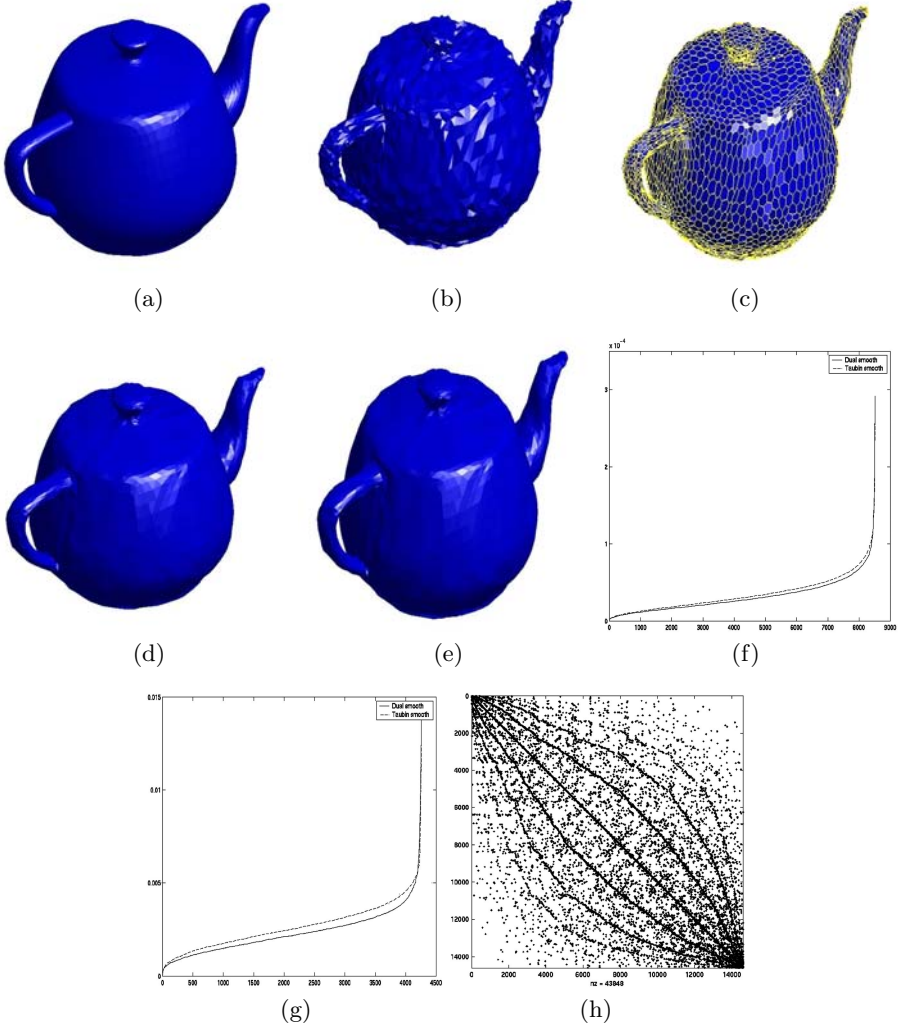 (a)
(b)
(c)
(d)
(e)
x 10⁻⁴
Dual smooth
Taubin smooth
3
2
1
0
0 1000 2000 3000 4000 5000 6000 7000 8000 9000
(f)
0.015
Dual smooth
Taubin smooth
0.01
0.005
0
0 500 1000 1500 2000 2500 3000 3500 4000 4500
(g)
0
2000
4000
6000
8000
10000
12000
14000
0 2000 4000 6000 8000 10000 12000 14000
nz = 43848
(h)